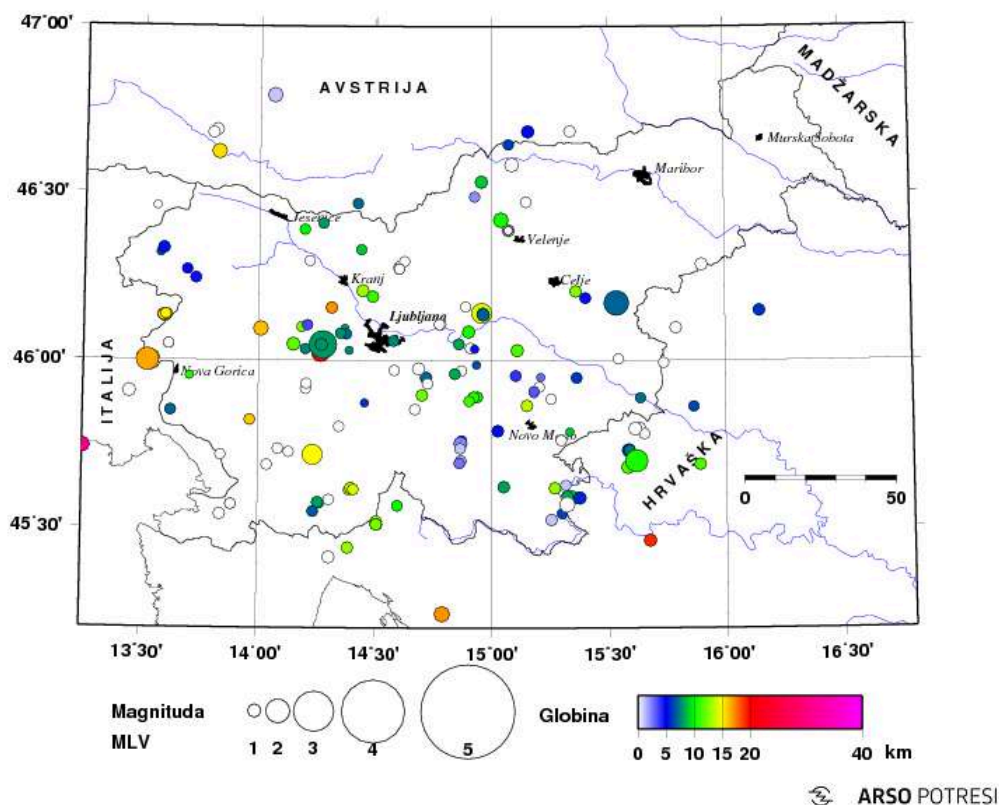 47˚00'
AVSTRIJA
MADŽARSKA
Murska Sobota
46˚30'
Maribor
Jesenice
Velenje
Kranj
Celje
Ljubljana
46˚00'
ITALIJA
Nova Gorica
Novo Mesto
HRVAŠKA
0 50
45˚30'
13˚30' 14˚00' 14˚30' 15˚00' 15˚30' 16˚00' 16˚30'
Magnituda
MLV
1 2 3 4 5
Globina
0 5 10 15 20 40 km
ARSO POTRESI